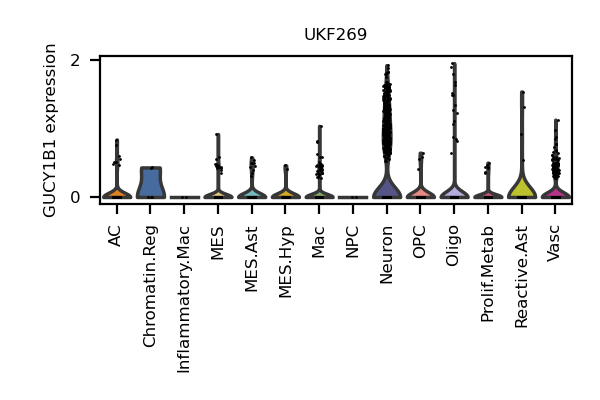 UKF269
GUCY1B1 expression
2
0
AC
Chromatin.Reg
Inflammatory.Mac
MES
MES.Ast
MES.Hyp
Mac
NPC
Neuron
OPC
Oligo
Prolif.Metab
Reactive.Ast
Vasc